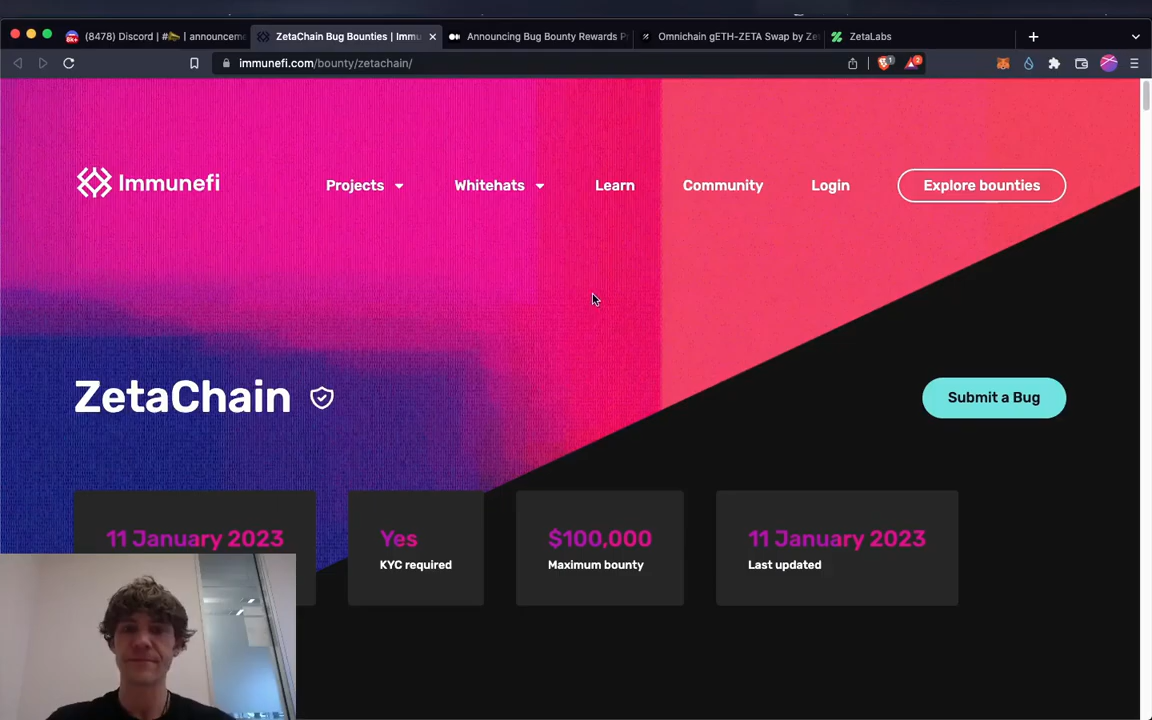 (8478) Discord | #
| announcem
ZetaChain Bug Bounties | Immu
Announcing Bug Bounty Rewards P
Omnichain gETH-ZETA Swap by Zet
ZetaLabs
immunefi.com/bounty/zetachain/
Immunefi
Projects
Whitehats
Learn
Community
Login
Explore bounties
ZetaChain
Submit a Bug
11 January 2023
Yes
KYC required
$100,000
Maximum bounty
11 January 2023
Last updated